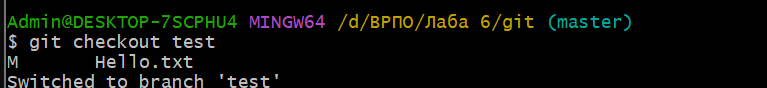 Admin@DESKTOP-7SCPHU4 MINGW64 /d/ВРПО/Лаба 6/git (master)
$ git checkout test
M       Hello.txt
Switched to branch 'test'